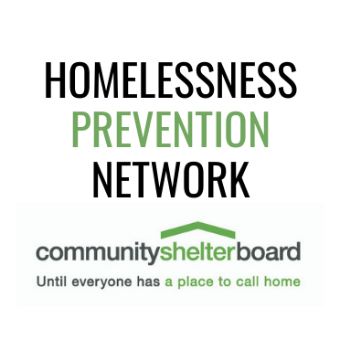 HOMELESSNESS
PREVENTION
NETWORK
communityshelterboard
Until everyone has a place to call home